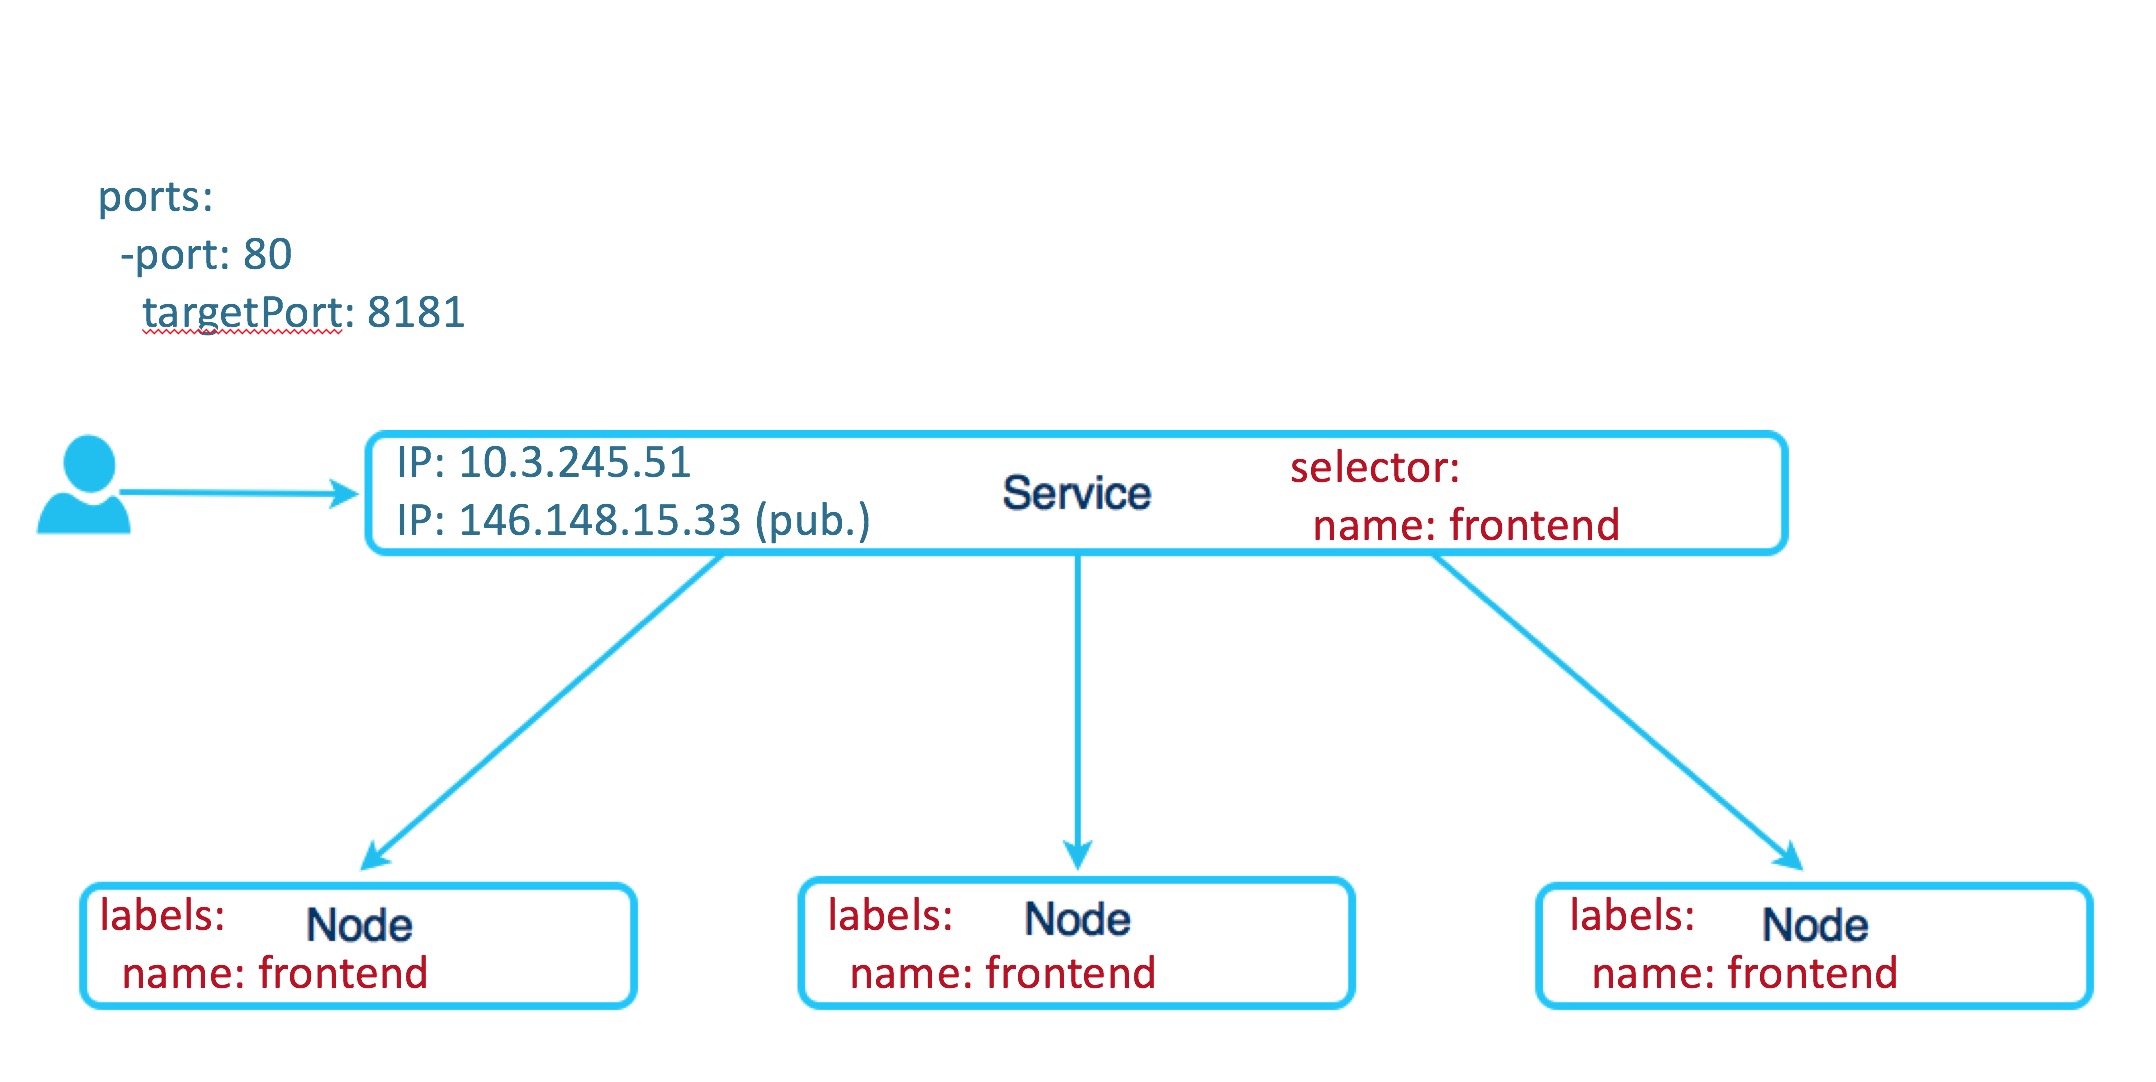 ports:
-port: 80
targetPort: 8181
IP: 10.3.245.51
IP: 146.148.15.33 (pub.)
Service
selector:
name: frontend
labels:
Node
name: frontend
labels:
Node
name: frontend
labels:
Node
name: frontend